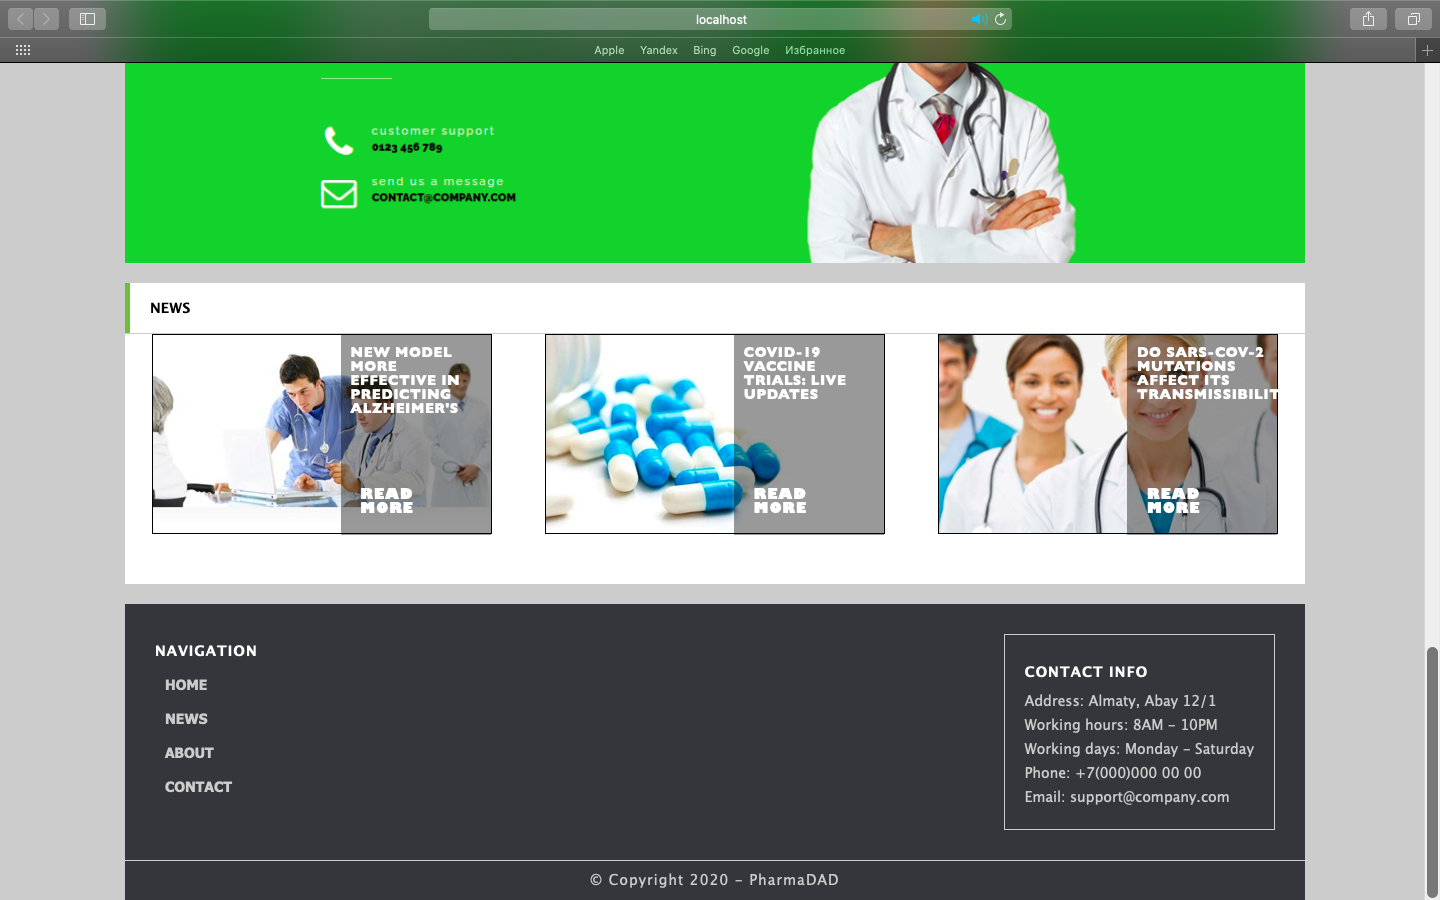 localhost
Apple Yandex Bing Google Избранное
customer support
0123 456 789
send us a message
CONTACT@COMPANY.COM
NEWS
NEW MODEL
MORE
EFFECTIVE IN
PREDICTING
ALZHEIMER'S
READ
MORE
COVID-19
VACCINE
TRIALS: LIVE
UPDATES
READ
MORE
DO SARS-COV-2
MUTATIONS
AFFECT ITS
TRANSMISSIBILIT
READ
MORE
NAVIGATION
HOME
NEWS
ABOUT
CONTACT
CONTACT INFO
Address: Almaty, Abay 12/1
Working hours: 8AM – 10PM
Working days: Monday – Saturday
Phone: +7(000)000 00 00
Email: support@company.com
© Copyright 2020 – PharmaDAD